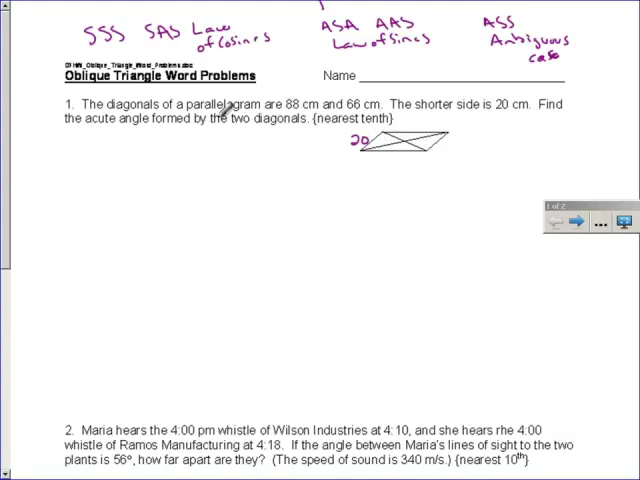 SSS SAS Law of Cosines
ASA AAS Law of Sines
ASS Ambiguous case
Oblique Triangle Word Problems Name
1. The diagonals of a parallelagram are 88 cm and 66 cm. The shorter side is 20 cm. Find
the acute angle formed by the two diagonals. {nearest tenth}
20
1 of 2
2. Maria hears the 4:00 pm whistle of Wilson Industries at 4:10, and she hears rhe 4:00
whistle of Ramos Manufacturing at 4:18. If the angle between Maria's lines of sight to the two
plants is 56°, how far apart are they? (The speed of sound is 340 m/s.) {nearest 10th}